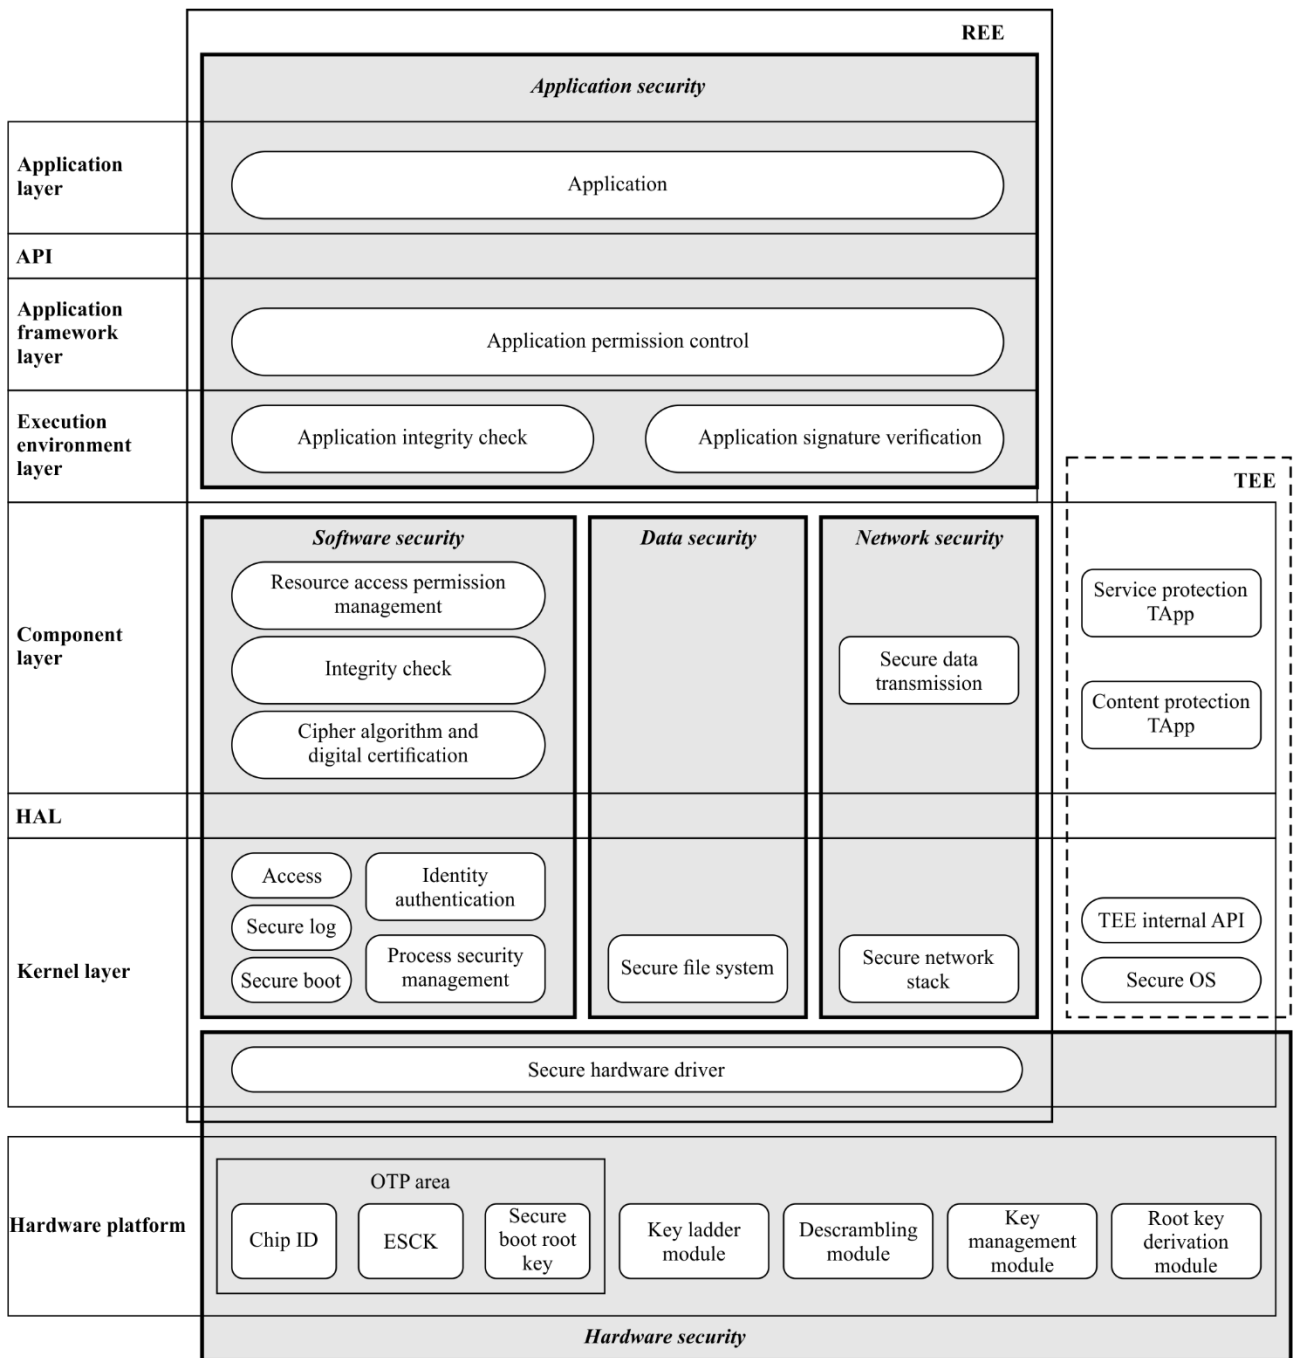 REE
Application security
Application
layer
Application
API
Application
framework
layer
Application permission control
Execution
environment
layer
Application integrity check
Application signature verification
TEE
Software security
Data security
Network security
Resource access permission
management
Service protection
TApp
Component
layer
Integrity check
Secure data
transmission
Cipher algorithm and
digital certification
Content protection
TApp
HAL
Kernel layer
Access
Identity
authentication
Secure log
TEE internal API
Secure boot
Process security
management
Secure file system
Secure network
stack
Secure OS
Secure hardware driver
Hardware platform
OTP area
Chip ID
ESCK
Secure
boot root
key
Key ladder
module
Descrambling
module
Key
management
module
Root key
derivation
module
Hardware security